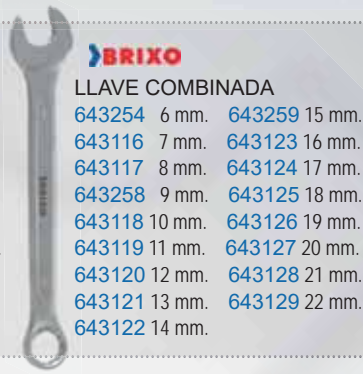 BRIXO
LLAVE COMBINADA
643254 6 mm. 643259 15 mm.
643116 7 mm. 643123 16 mm.
643117 8 mm. 643124 17 mm.
643258 9 mm. 643125 18 mm.
643118 10 mm. 643126 19 mm.
643119 11 mm. 643127 20 mm.
643120 12 mm. 643128 21 mm.
643121 13 mm. 643129 22 mm.
643122 14 mm.
BRIXO